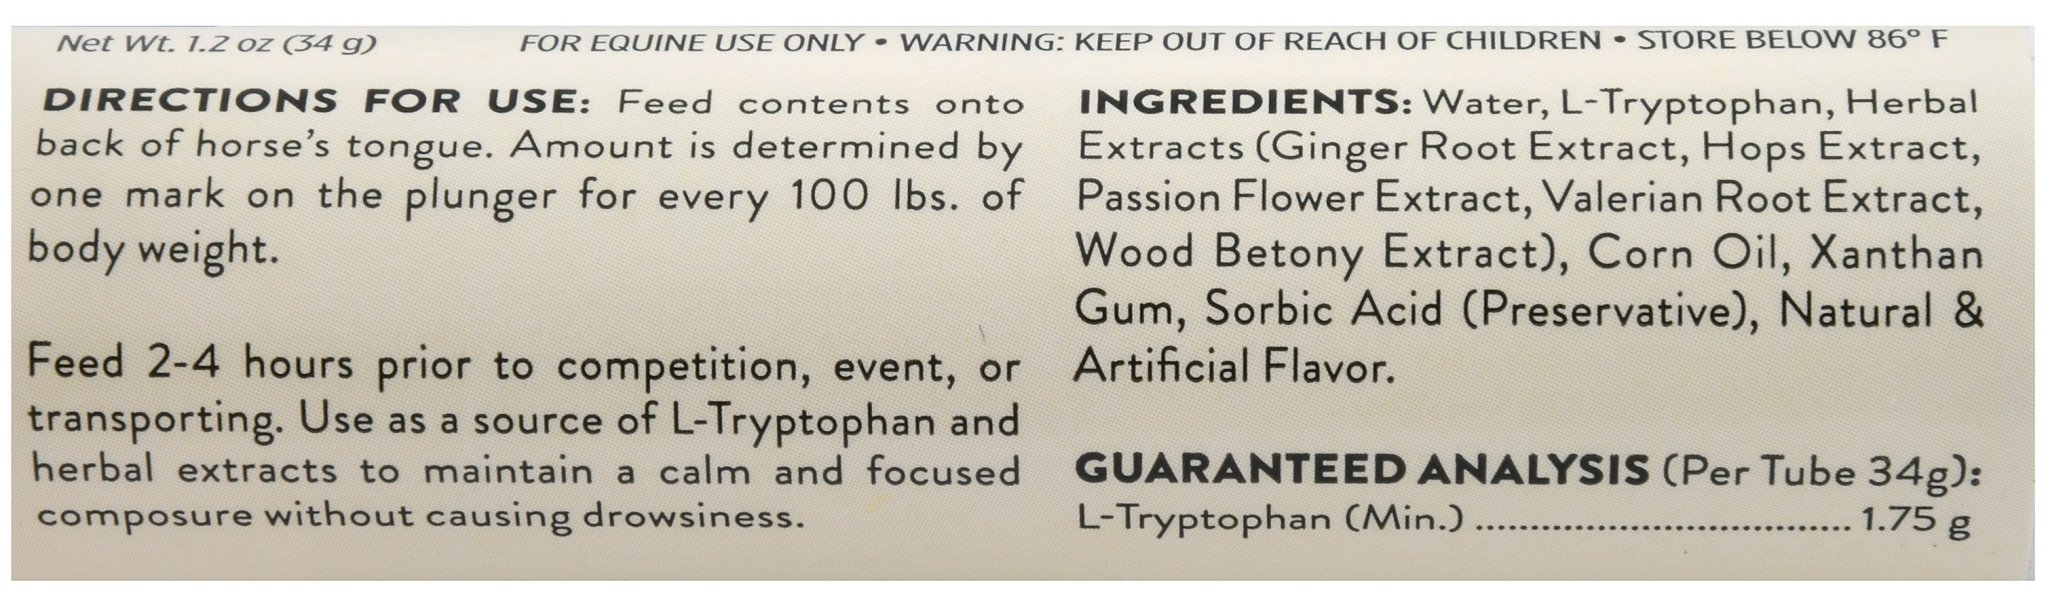 Net Wt. 1.2 oz (34 g)
FOR EQUINE USE ONLY • WARNING: KEEP OUT OF REACH OF CHILDREN • STORE BELOW 86° F
DIRECTIONS FOR USE: Feed contents onto
back of horse's tongue. Amount is determined by
one mark on the plunger for every 100 lbs. of
body weight.
Feed 2-4 hours prior to competition, event, or
transporting. Use as a source of L-Tryptophan and
herbal extracts to maintain a calm and focused
composure without causing drowsiness.
INGREDIENTS: Water, L-Tryptophan, Herbal
Extracts (Ginger Root Extract, Hops Extract,
Passion Flower Extract, Valerian Root Extract,
Wood Betony Extract), Corn Oil, Xanthan
Gum, Sorbic Acid (Preservative), Natural &
Artificial Flavor.
GUARANTEED ANALYSIS (Per Tube 34g):
L-Tryptophan (Min.) .................................... 1.75 g